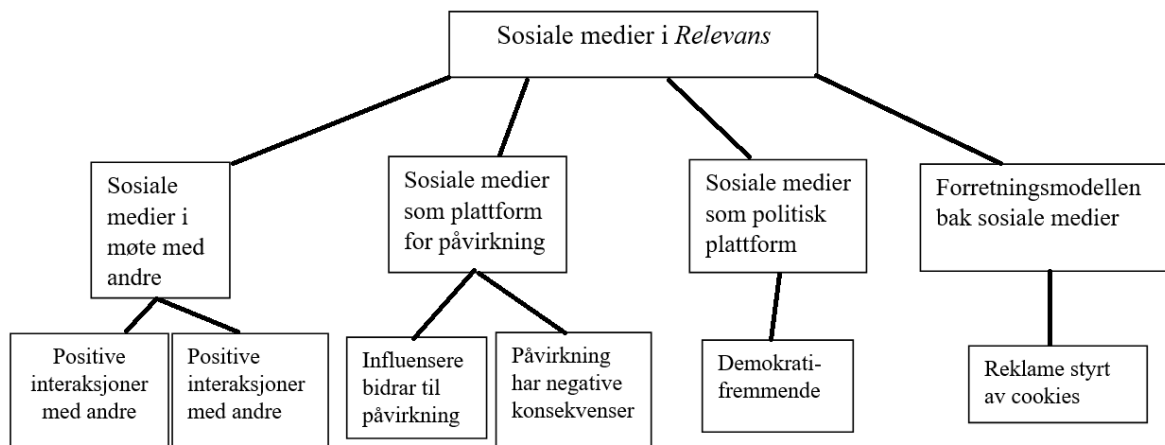 Sosiale medier i Relevans
Sosiale
medier i
møte med
andre
Sosiale medier
som plattform
for påvirkning
Sosiale medier
som politisk
plattform
Forretningsmodellen
bak sosiale medier
Positive
interaksjoner
med andre
Positive
interaksjoner
med andre
Influensere
bidrar til
påvirkning
Påvirkning
har negative
konsekvenser
Demokrati-
fremmende
Reklame styrt
av cookies